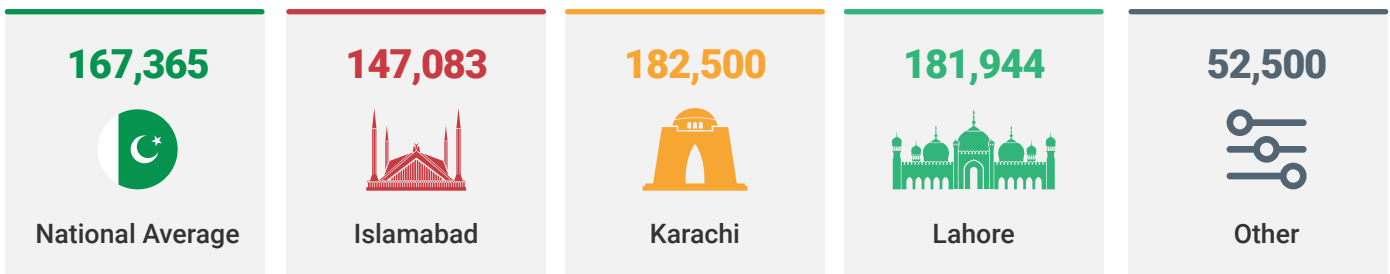 167,365
National Average
147,083
Islamabad
182,500
Karachi
181,944
Lahore
52,500
Other